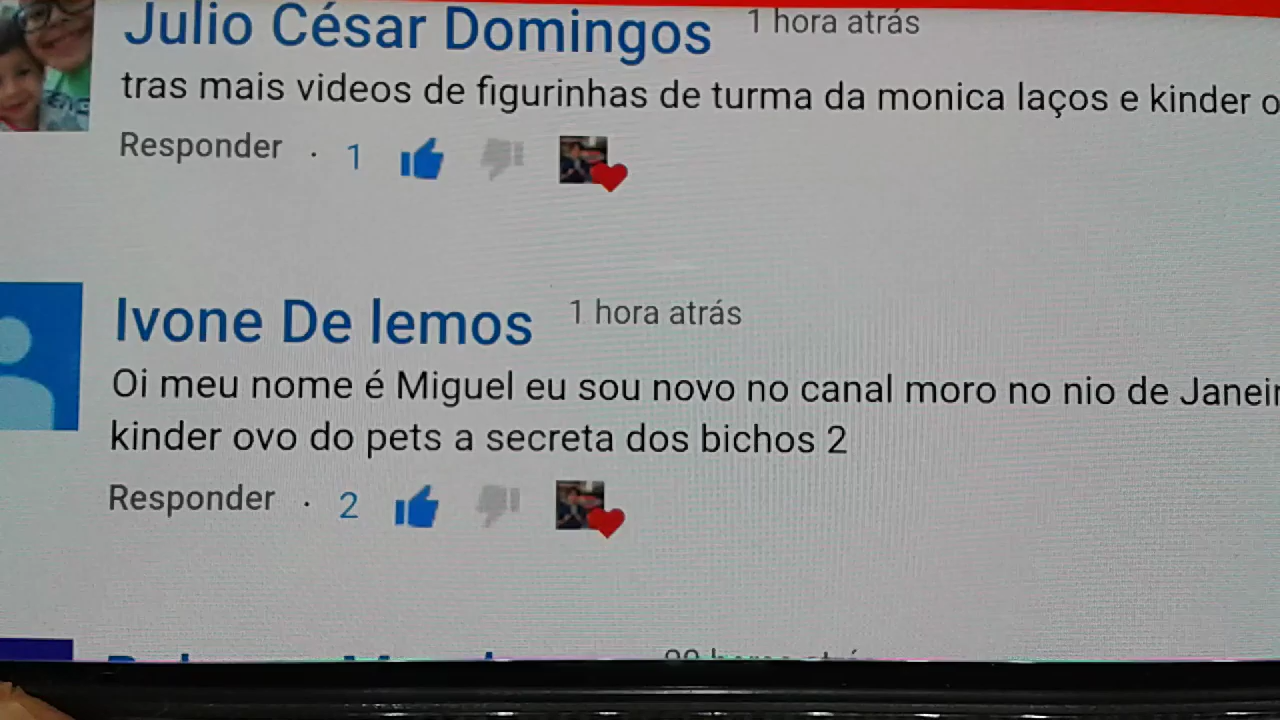 Julio César Domingos 1 hora atrás
tras mais videos de figurinhas de turma da monica laços e kinder o
Responder . 1
Ivone De lemos 1 hora atrás
Oi meu nome é Miguel eu sou novo no canal moro no nio de Janeir
kinder ovo do pets a secreta dos bichos 2
Responder . 2